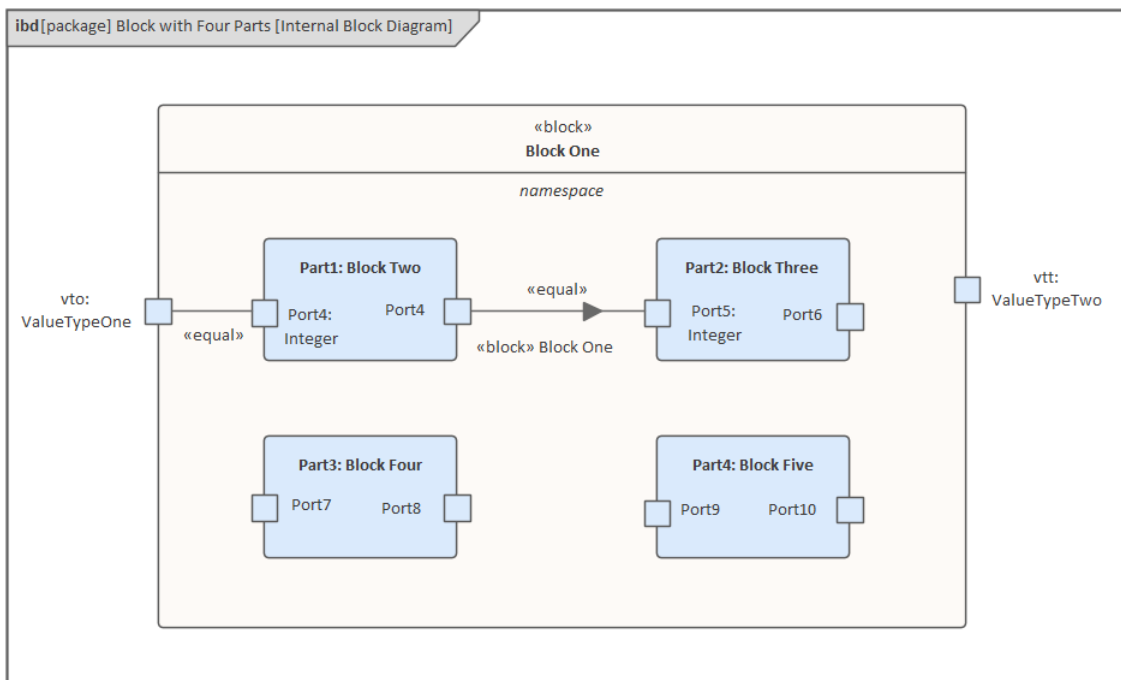 ibd [package] Block with Four Parts [Internal Block Diagram]
«block»
Block One
namespace
Part1: Block Two
Part2: Block Three
vto:
ValueTypeOne
«equal»
Port4:
Integer
Port4
«equal»
«block» Block One
Port5:
Integer
Port6
vtt:
ValueTypeTwo
Part3: Block Four
Part4: Block Five
Port7
Port8
Port9
Port10